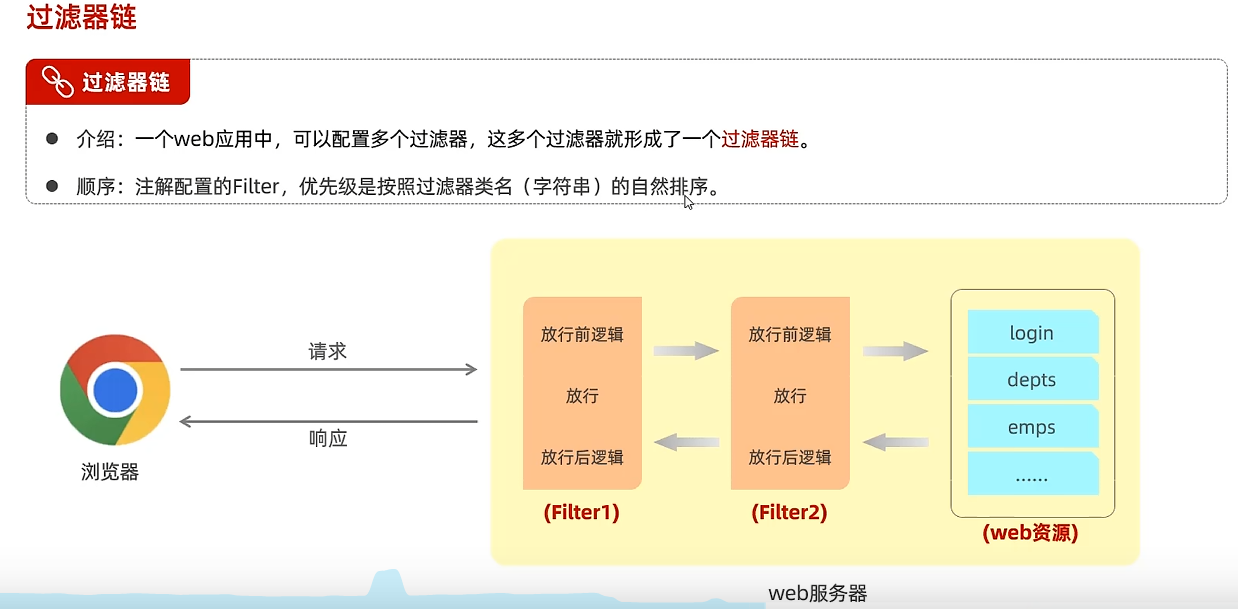 过滤器链
过滤器链
介绍：一个web应用中，可以配置多个过滤器，这多个过滤器就形成了一个过滤器链。
顺序：注解配置的Filter，优先级是按照过滤器类名（字符串）的自然排序。
浏览器
请求
响应
放行前逻辑
放行
放行后逻辑
(Filter1)
放行前逻辑
放行
放行后逻辑
(Filter2)
login
depts
emps
......
(web资源)
web服务器